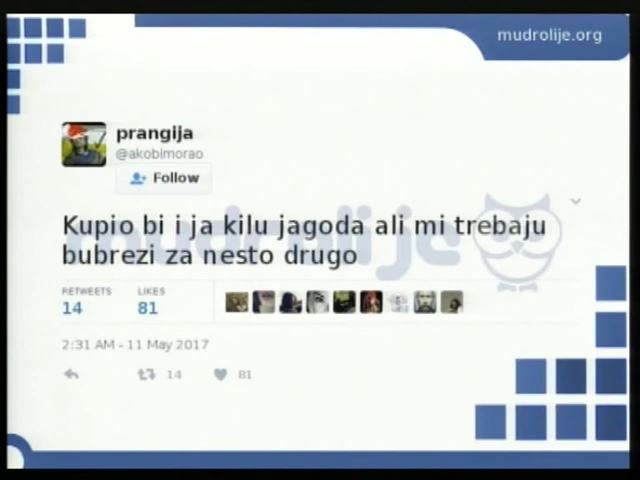 mudrolije.org
prangija
@akobimorao
Follow
Kupio bi i ja kilu jagoda ali mi trebaju
bubrezi za nesto drugo
mudrolije
RETWEETS LIKES
14 81
2:31 AM - 11 May 2017
14 81